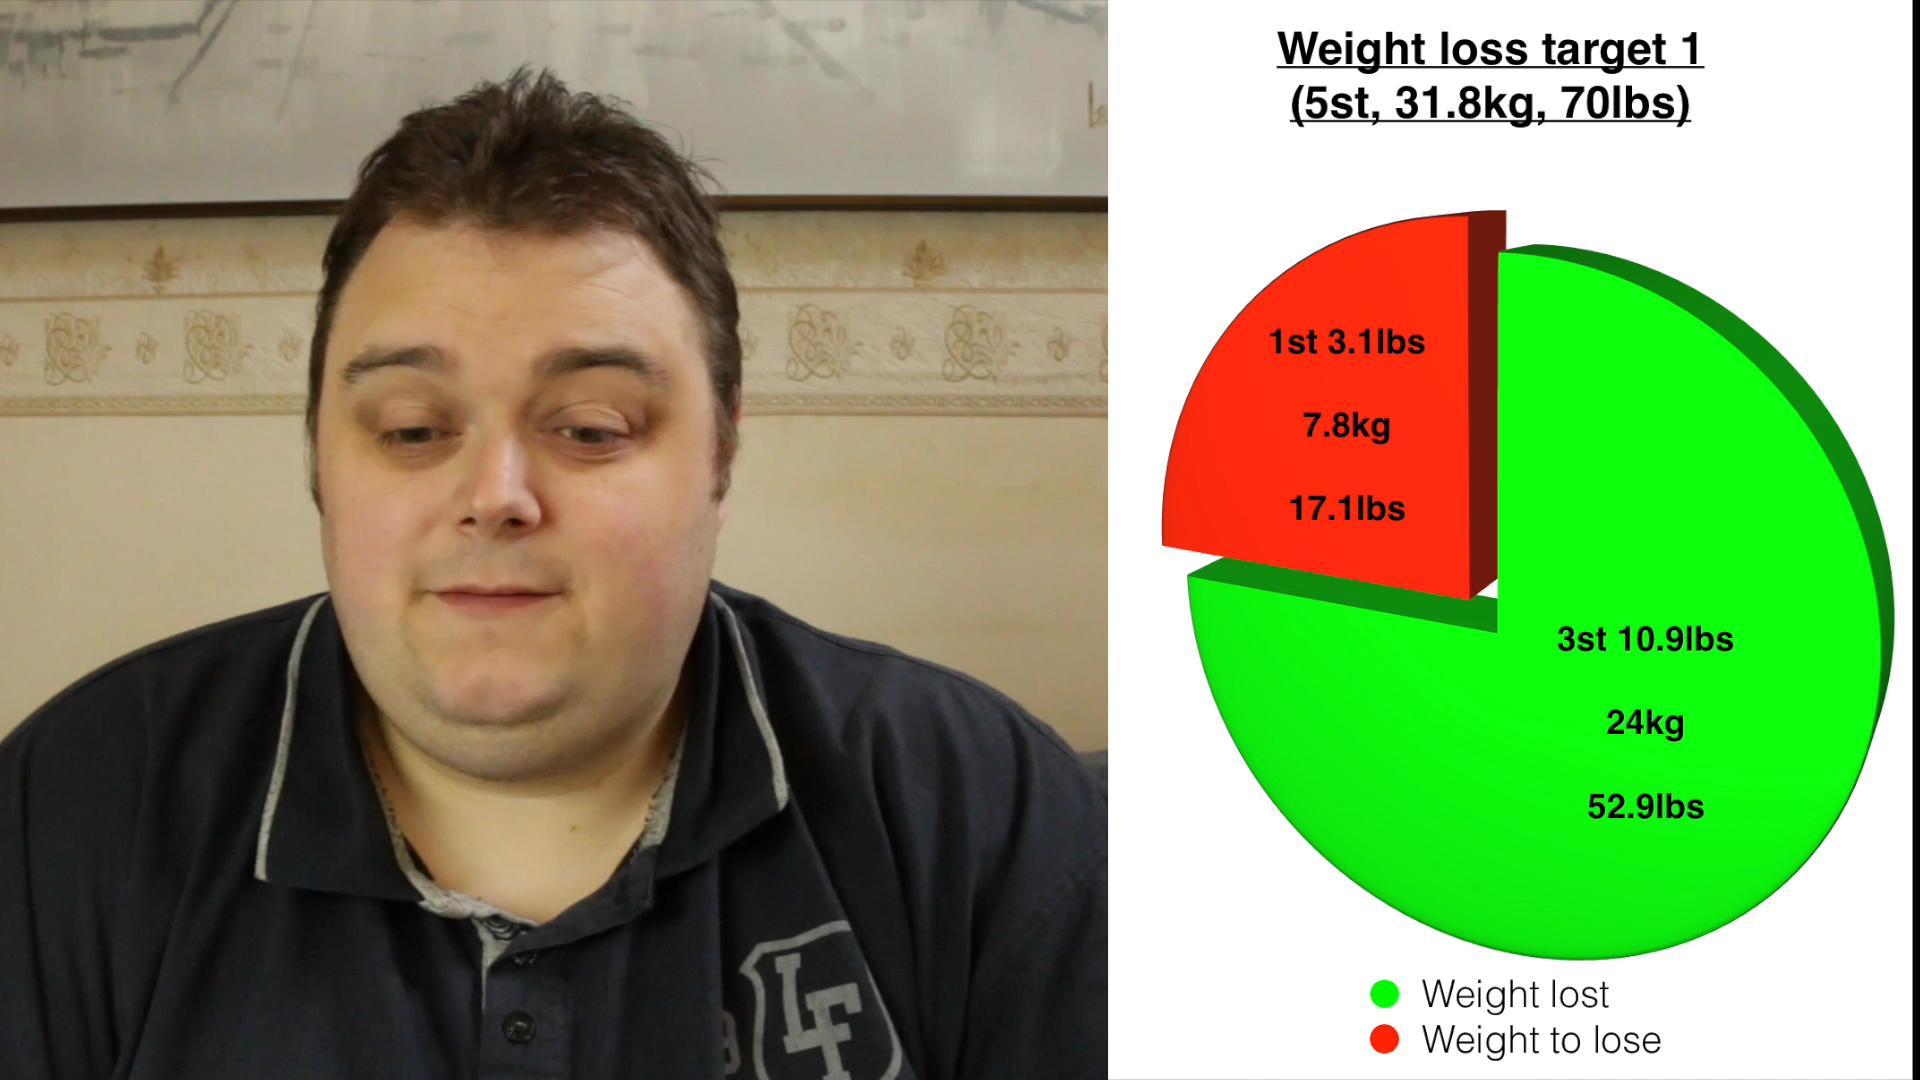 Weight loss target 1
(5st, 31.8kg, 70lbs)
1st 3.1lbs
7.8kg
17.1lbs
3st 10.9lbs
24kg
52.9lbs
Weight lost
Weight to lose
LF